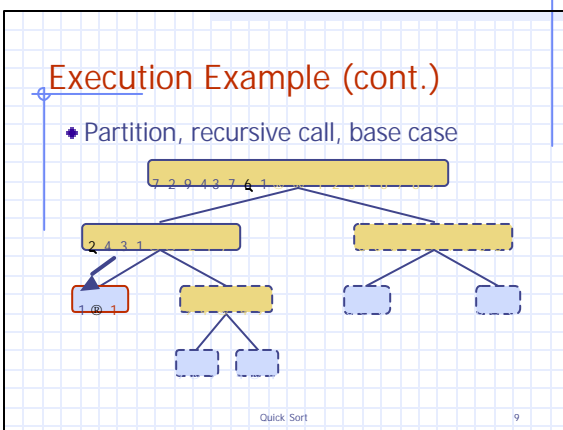 Execution Example (cont.)
Partition, recursive call, base case
7 2 9 4 3 7 6 1
2 4 3 1
1 ® 1
Quick Sort
9